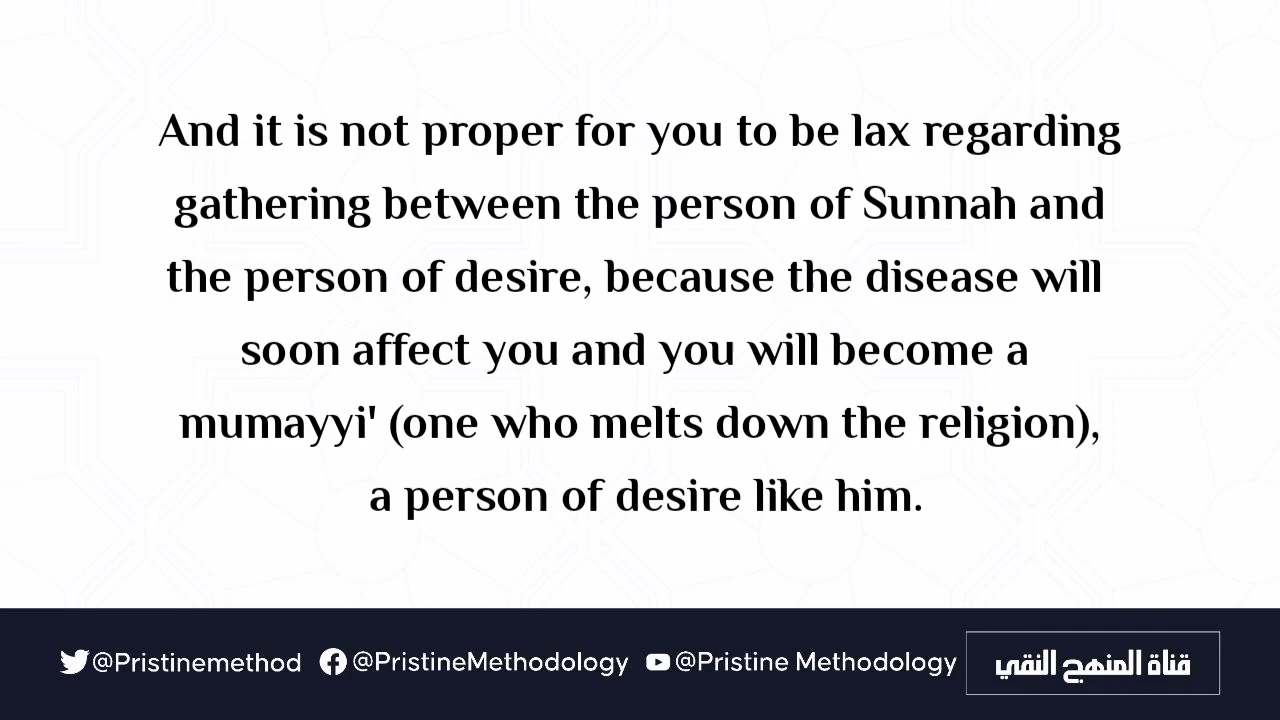 And it is not proper for you to be lax regarding
gathering between the person of Sunnah and
the person of desire, because the disease will
soon affect you and you will become a
mumayyi' (one who melts down the religion),
a person of desire like him.
@Pristinemethod @PristineMethodology @Pristine Methodology قناة المنهج النقي